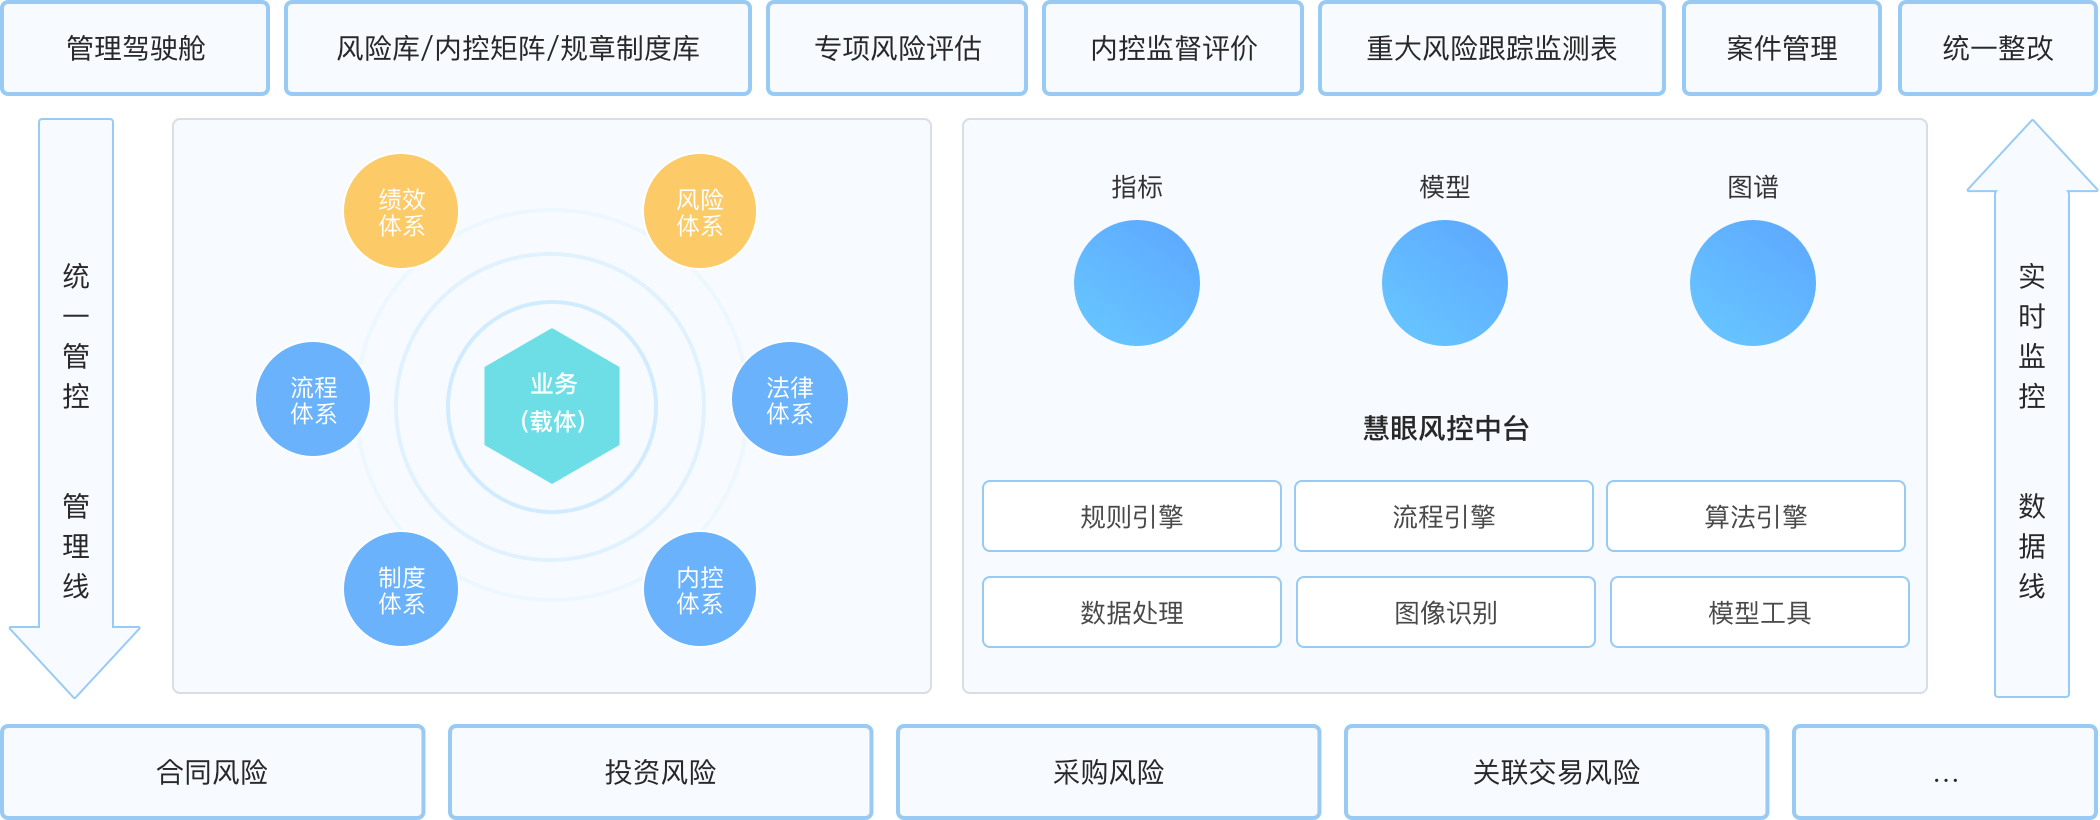 管理驾驶舱
风险库/内控矩阵/规章制度库
专项风险评估
内控监督评价
重大风险跟踪监测表
案件管理
统一整改
统一管控
管理线
绩效
体系
风险
体系
流程
体系
业务
(载体)
法律
体系
制度
体系
内控
体系
指标
模型
图谱
慧眼风控中台
规则引擎
流程引擎
算法引擎
数据处理
图像识别
模型工具
实时监控
数据线
合同风险
投资风险
采购风险
关联交易风险
...